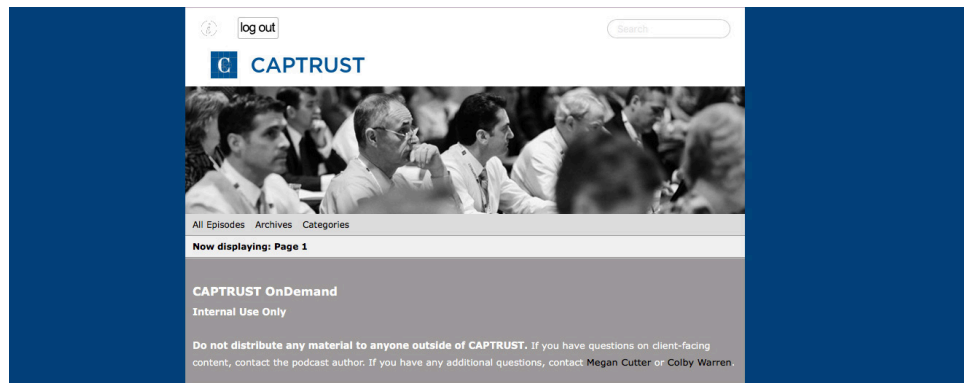 log out
Search
C CAPTRUST
All Episodes Archives Categories
Now displaying: Page 1
CAPTRUST OnDemand
Internal Use Only
Do not distribute any material to anyone outside of CAPTRUST. If you have questions on client-facing
content, contact the podcast author. If you have any additional questions, contact Megan Cutter or Colby Warren.